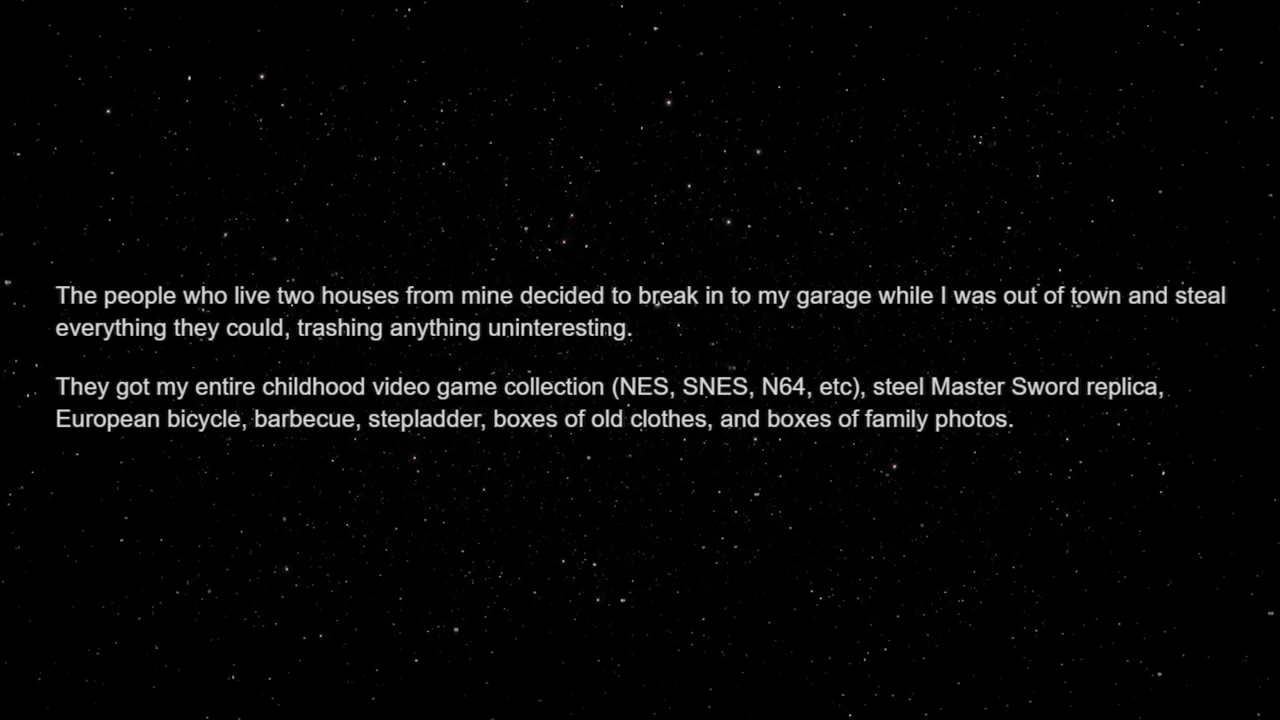 The people who live two houses from mine decided to break in to my garage while I was out of town and steal
everything they could, trashing anything uninteresting.
They got my entire childhood video game collection (NES, SNES, N64, etc), steel Master Sword replica,
European bicycle, barbecue, stepladder, boxes of old clothes, and boxes of family photos.